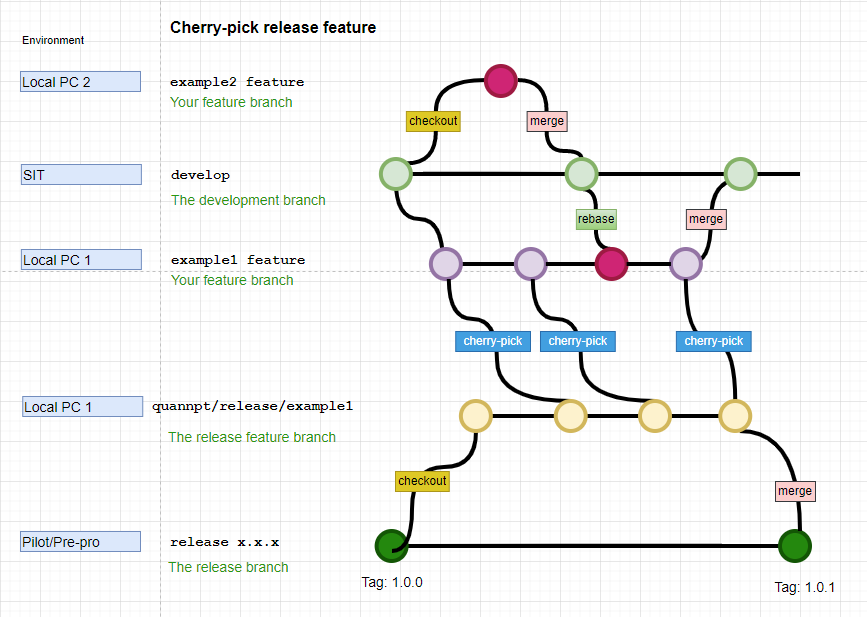 Cherry-pick release feature
Environment
Local PC 2
example2 feature
Your feature branch
checkout
merge
SIT
develop
The development branch
rebase
merge
Local PC 1
example1 feature
Your feature branch
cherry-pick
cherry-pick
cherry-pick
Local PC 1
quannpt/release/example1
The release feature branch
checkout
merge
Pilot/Pre-pro
release x.x.x
The release branch
Tag: 1.0.0
Tag: 1.0.1